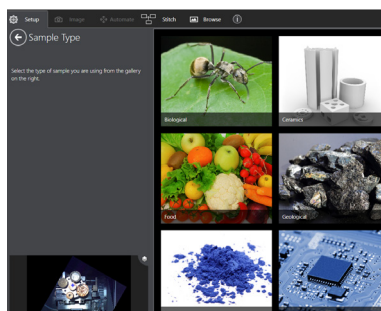 Setup Image Automate Stitch Browse
Sample Type
Select the type of sample you are using from the gallery
on the right.
Biological Ceramics
Food Geological